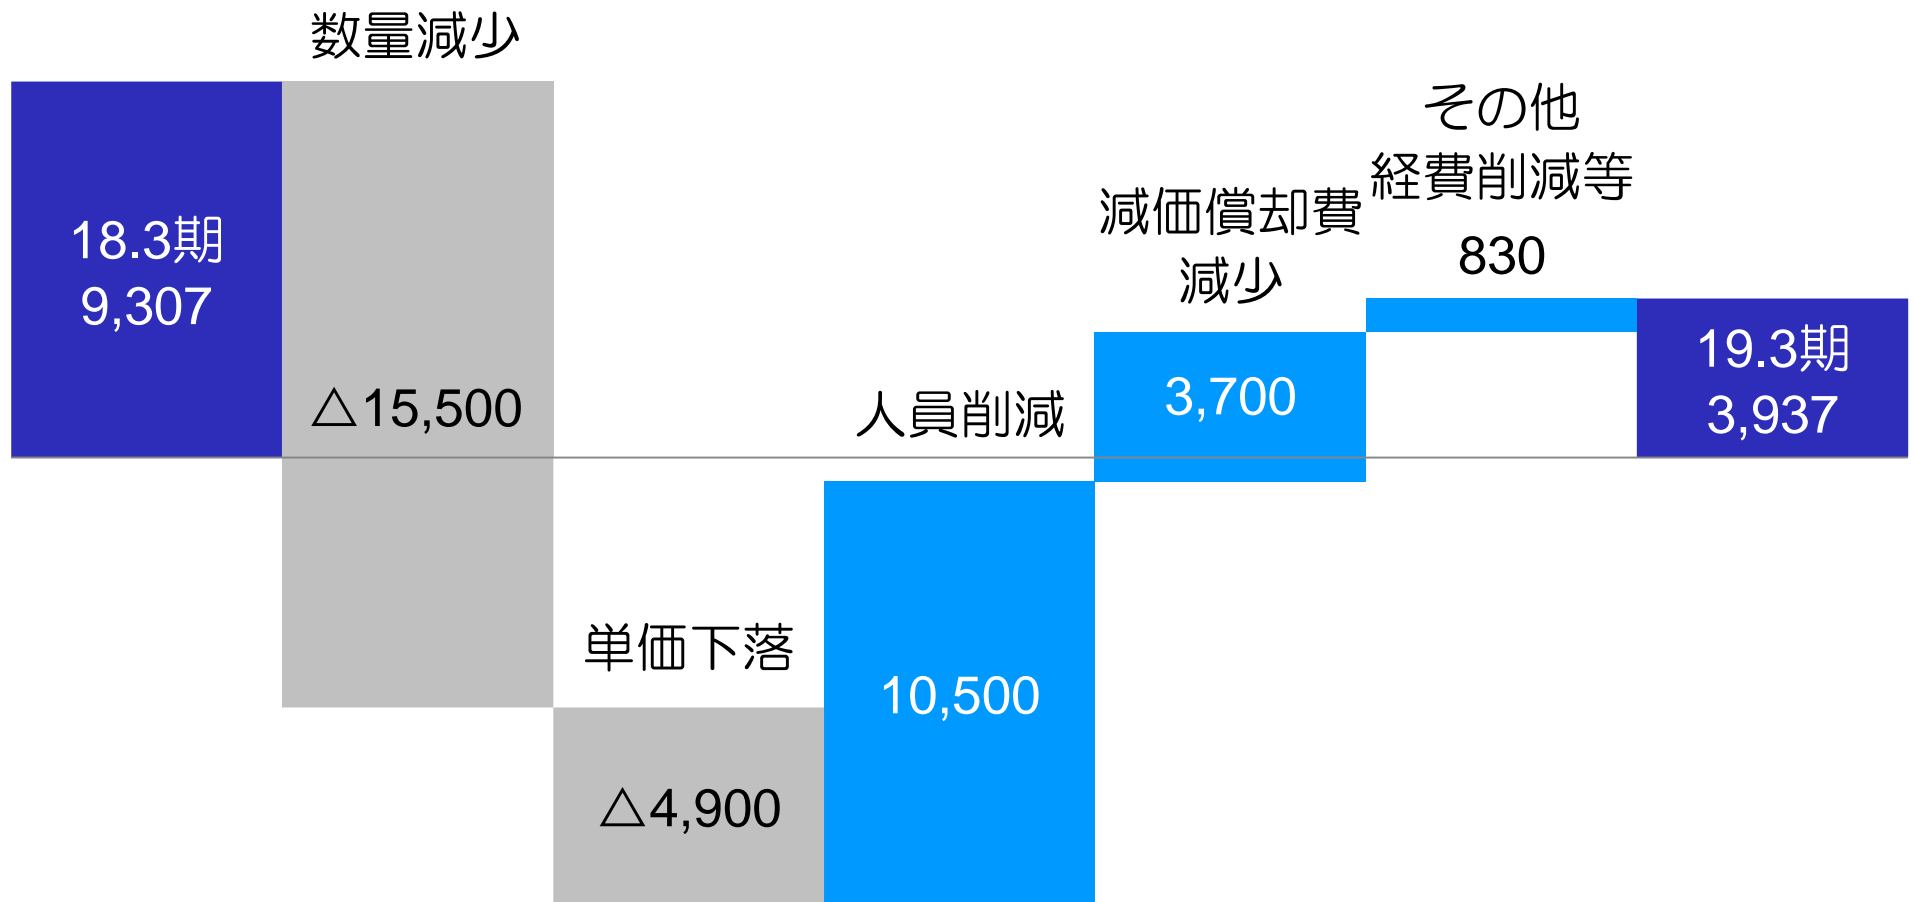 数量減少
18.3期
9,307
△15,500
単価下落
△4,900
人員削減
10,500
減価償却費
減少
3,700
その他
経費削減等
830
19.3期
3,937